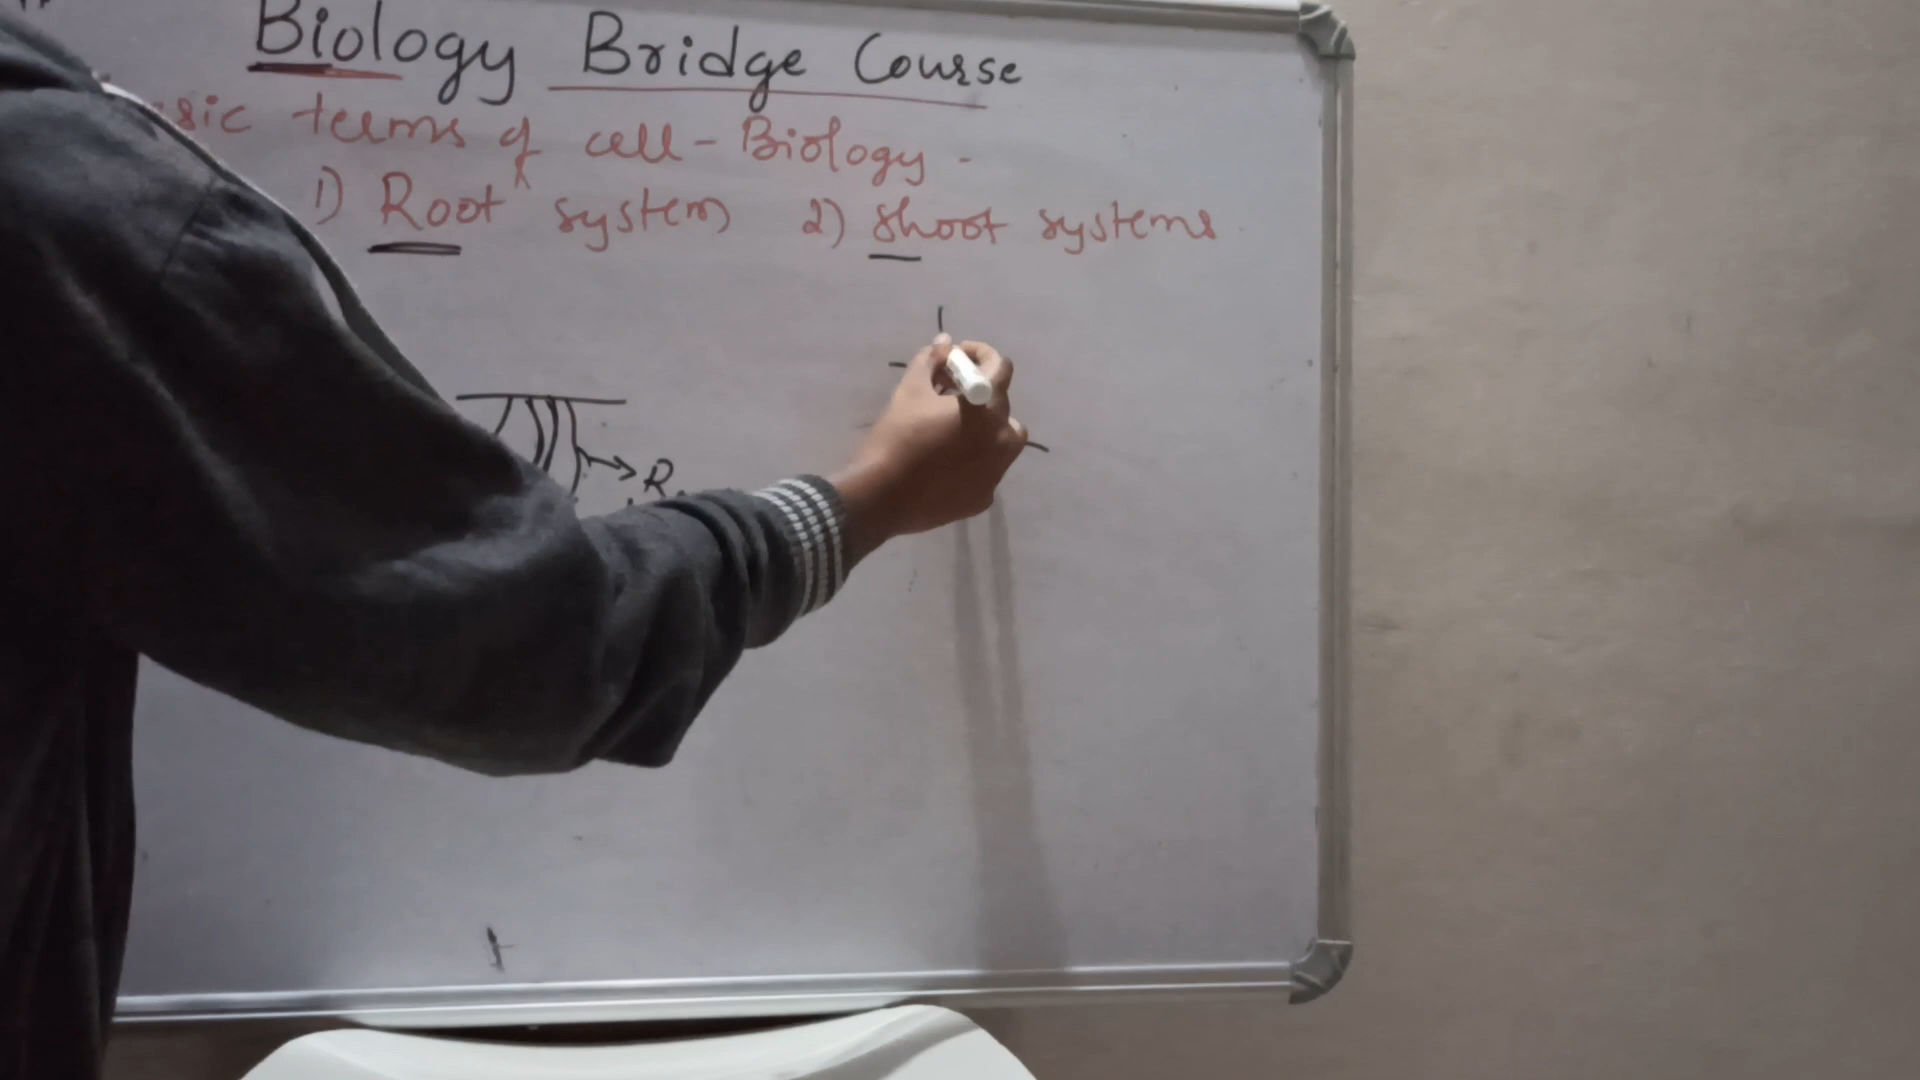 Biology Bridge Course
terms of cell-Biology -
1) Root system 2) Shoot systems
R